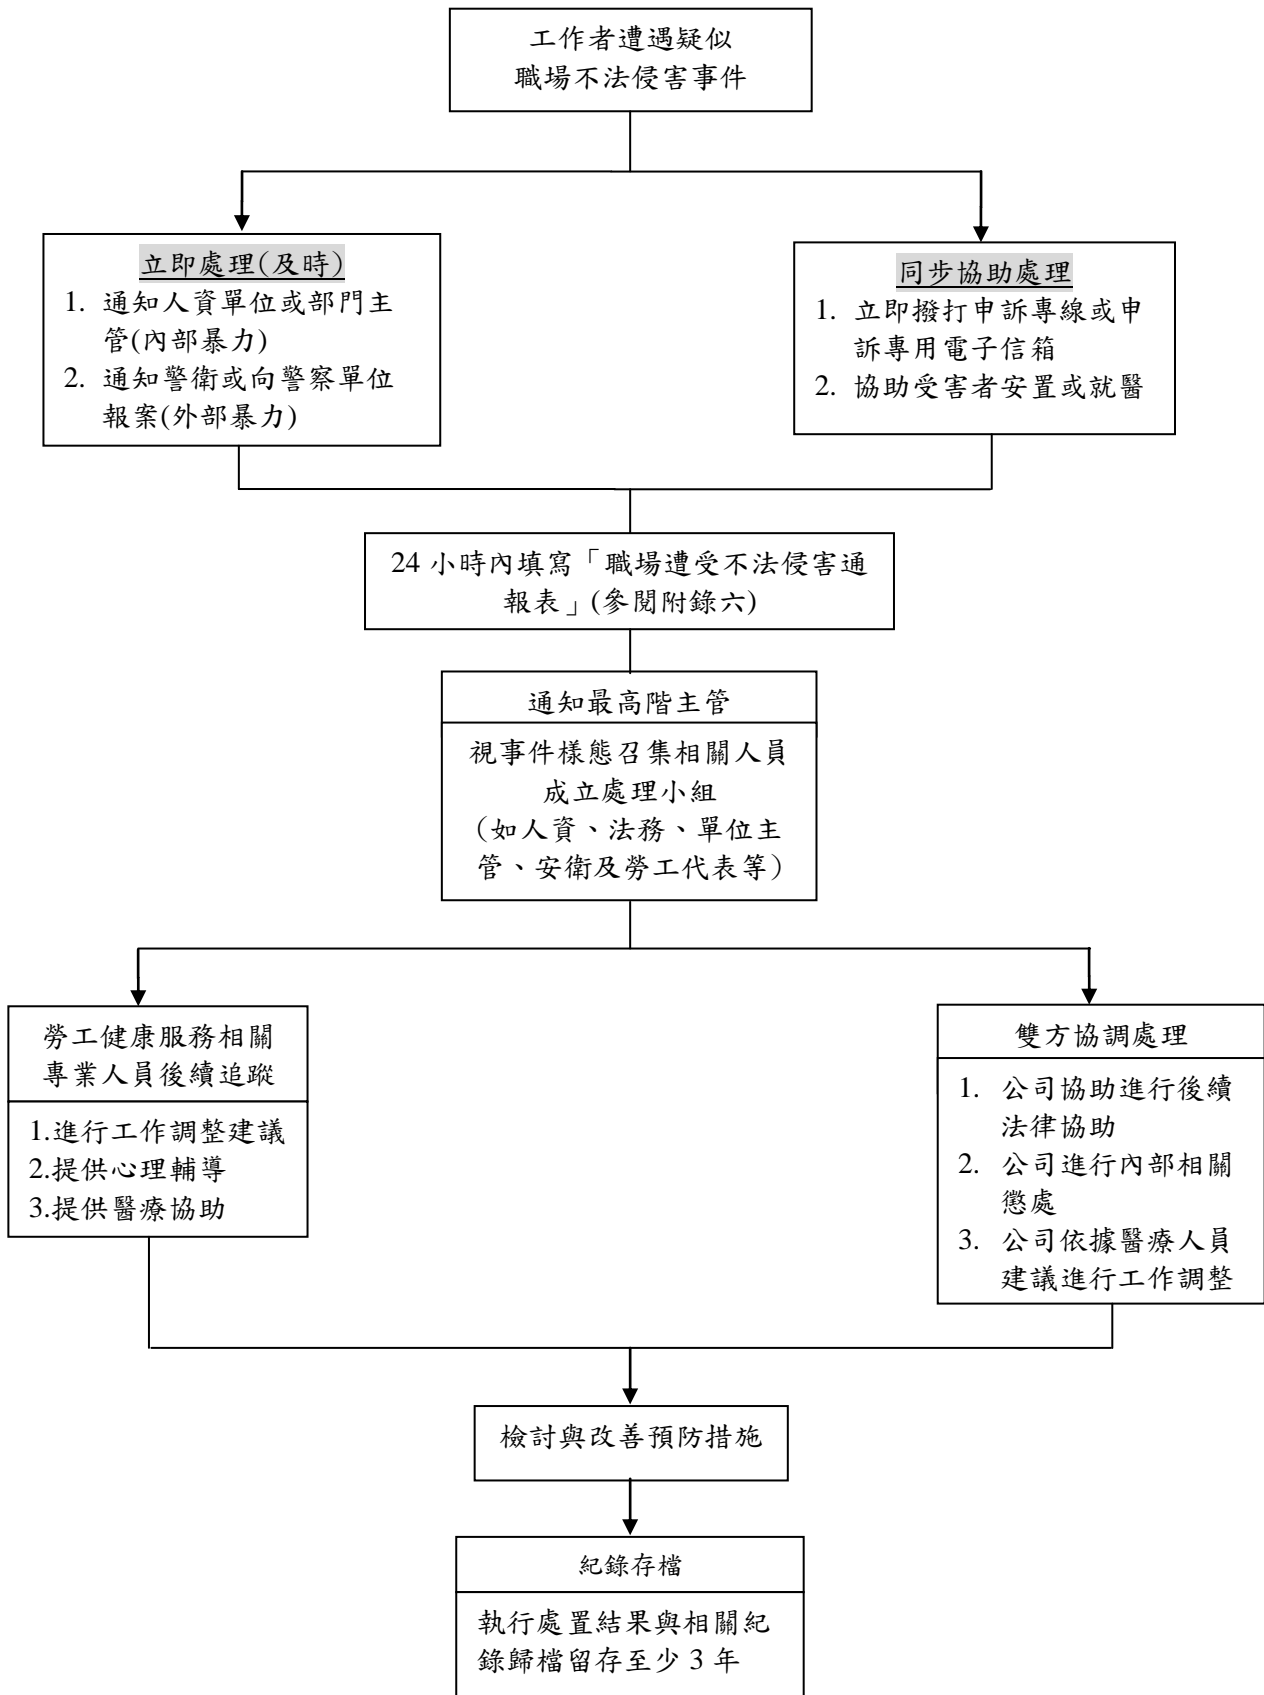 工作者遭遇疑似
職場不法侵害事件
立即處理(及時)
1. 通知人資單位或部門主
管(內部暴力)
2. 通知警衛或向警察單位
報案(外部暴力)
同步協助處理
1. 立即撥打申訴專線或申
訴專用電子信箱
2. 協助受害者安置或就醫
24 小時內填寫「職場遭受不法侵害通
報表」(參閱附錄六)
通知最高階主管
視事件樣態召集相關人員
成立處理小組
（如人資、法務、單位主
管、安衛及勞工代表等）
勞工健康服務相關
專業人員後續追蹤
1.進行工作調整建議
2.提供心理輔導
3.提供醫療協助
雙方協調處理
1. 公司協助進行後續
法律協助
2. 公司進行內部相關
懲處
3. 公司依據醫療人員
建議進行工作調整
檢討與改善預防措施
紀錄存檔
執行處置結果與相關紀
錄歸檔留存至少 3 年